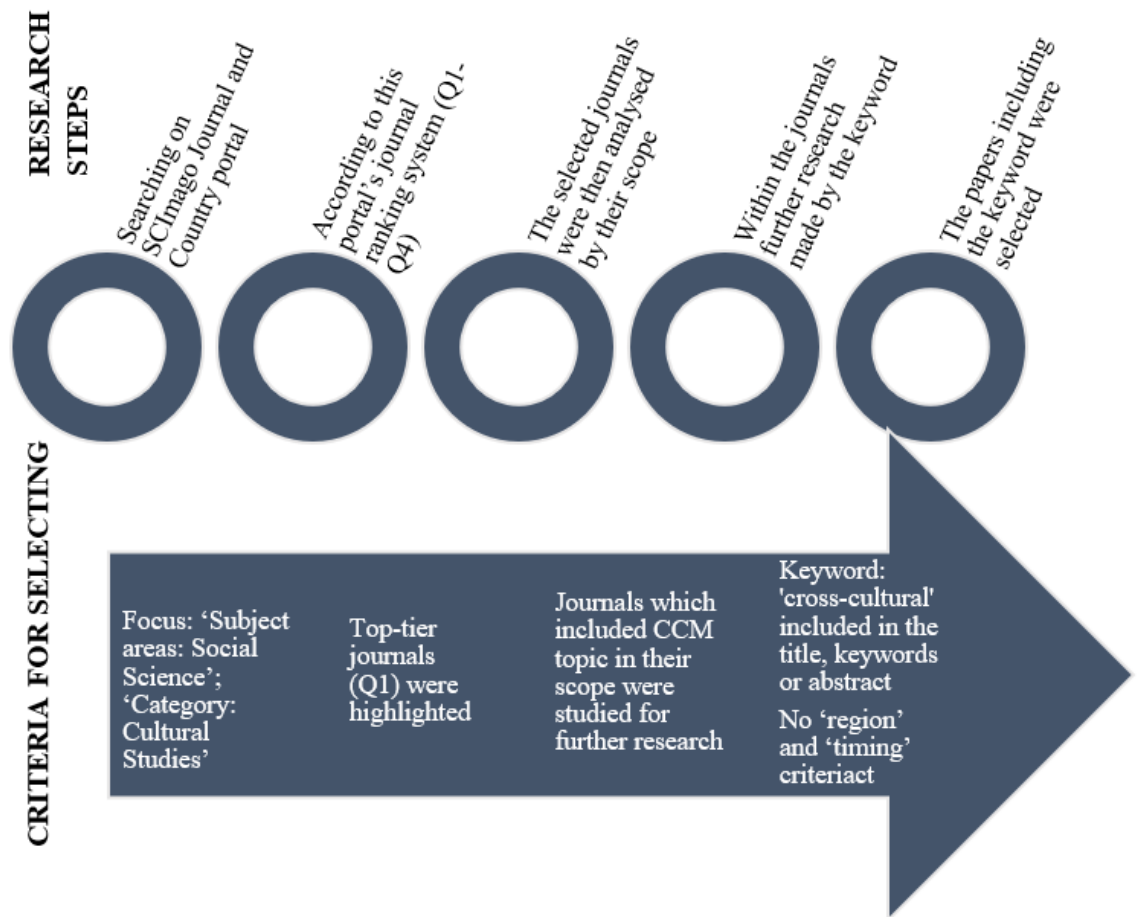 RESEARCH
STEPS
Searching on
SCImago Journal and
Country portal
According to this
portal’s journal
ranking system (Q1-
Q4)
The selected journals
were then analysed
by their scope
Within the journals
further research
made by the keyword
The papers including
the keyword were
selected
CRITERIA FOR SELECTING
Focus: ‘Subject
areas: Social
Science’;
‘Category:
Cultural
Studies’
Top-tier
journals
(Q1) were
highlighted
Journals which
included CCM
topic in their
scope were
studied for
further research
Keyword:
'cross-cultural'
included in the
title, keywords
or abstract
No ‘region’
and ‘timing’
criteriact